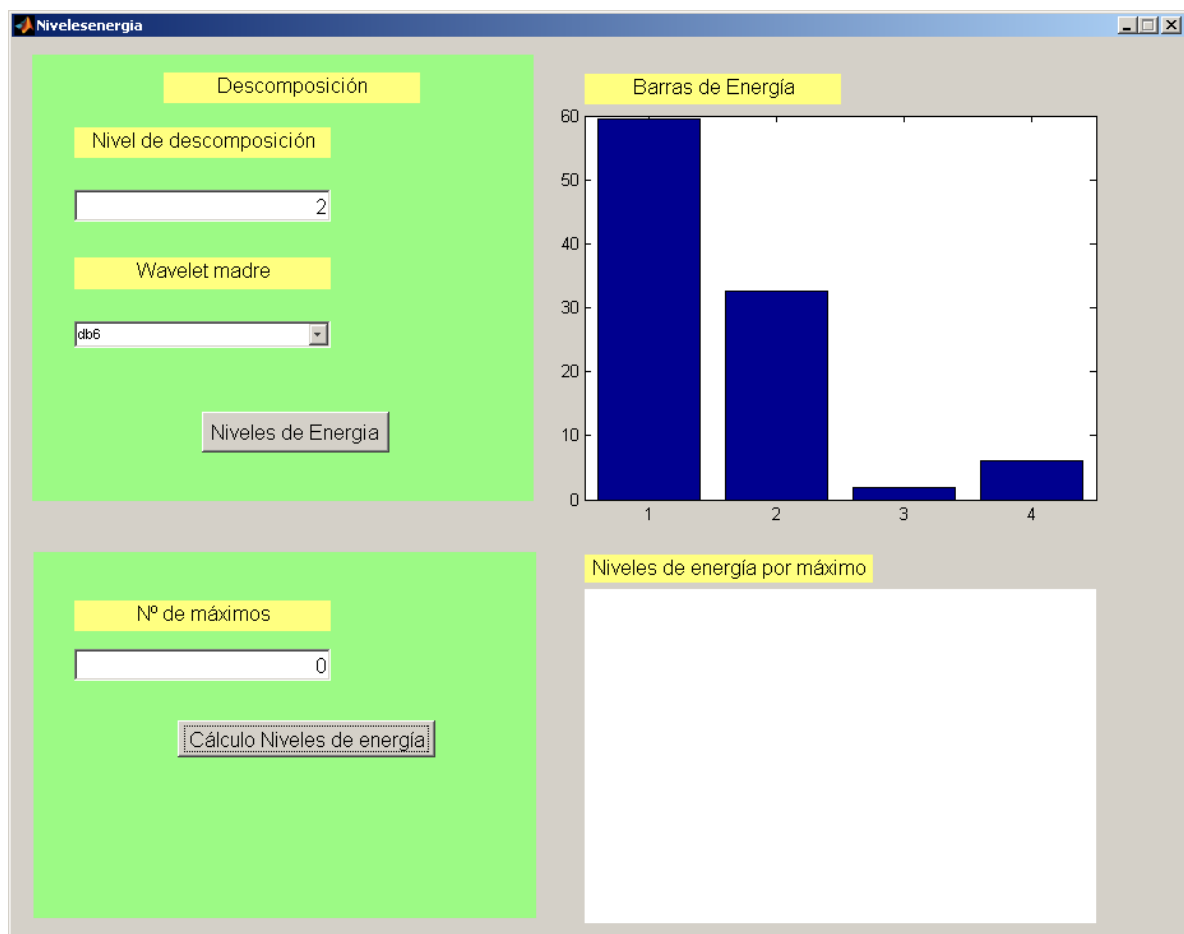 Nivelesenergia
Descomposición
Nivel de descomposición
2
Wavelet madre
db6
Niveles de Energia
Barras de Energía
60
50
40
30
20
10
0
1 2 3 4
Nº de máximos
0
Cálculo Niveles de energía
Niveles de energía por máximo